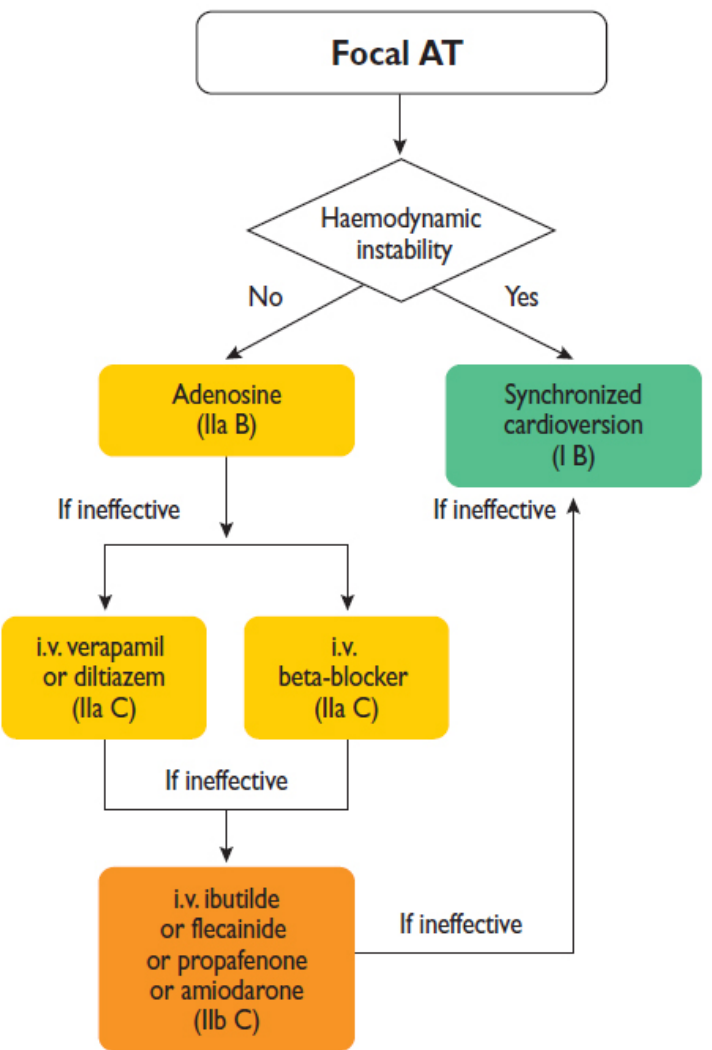 Focal AT
Haemodynamic
instability
No
Yes
Adenosine
(IIa B)
Synchronized
cardioversion
(I B)
If ineffective
If ineffective
i.v. verapamil
or diltiazem
(IIa C)
i.v.
beta-blocker
(IIa C)
If ineffective
i.v. ibutilde
or flecainide
or propafenone
or amiodarone
(IIb C)
If ineffective